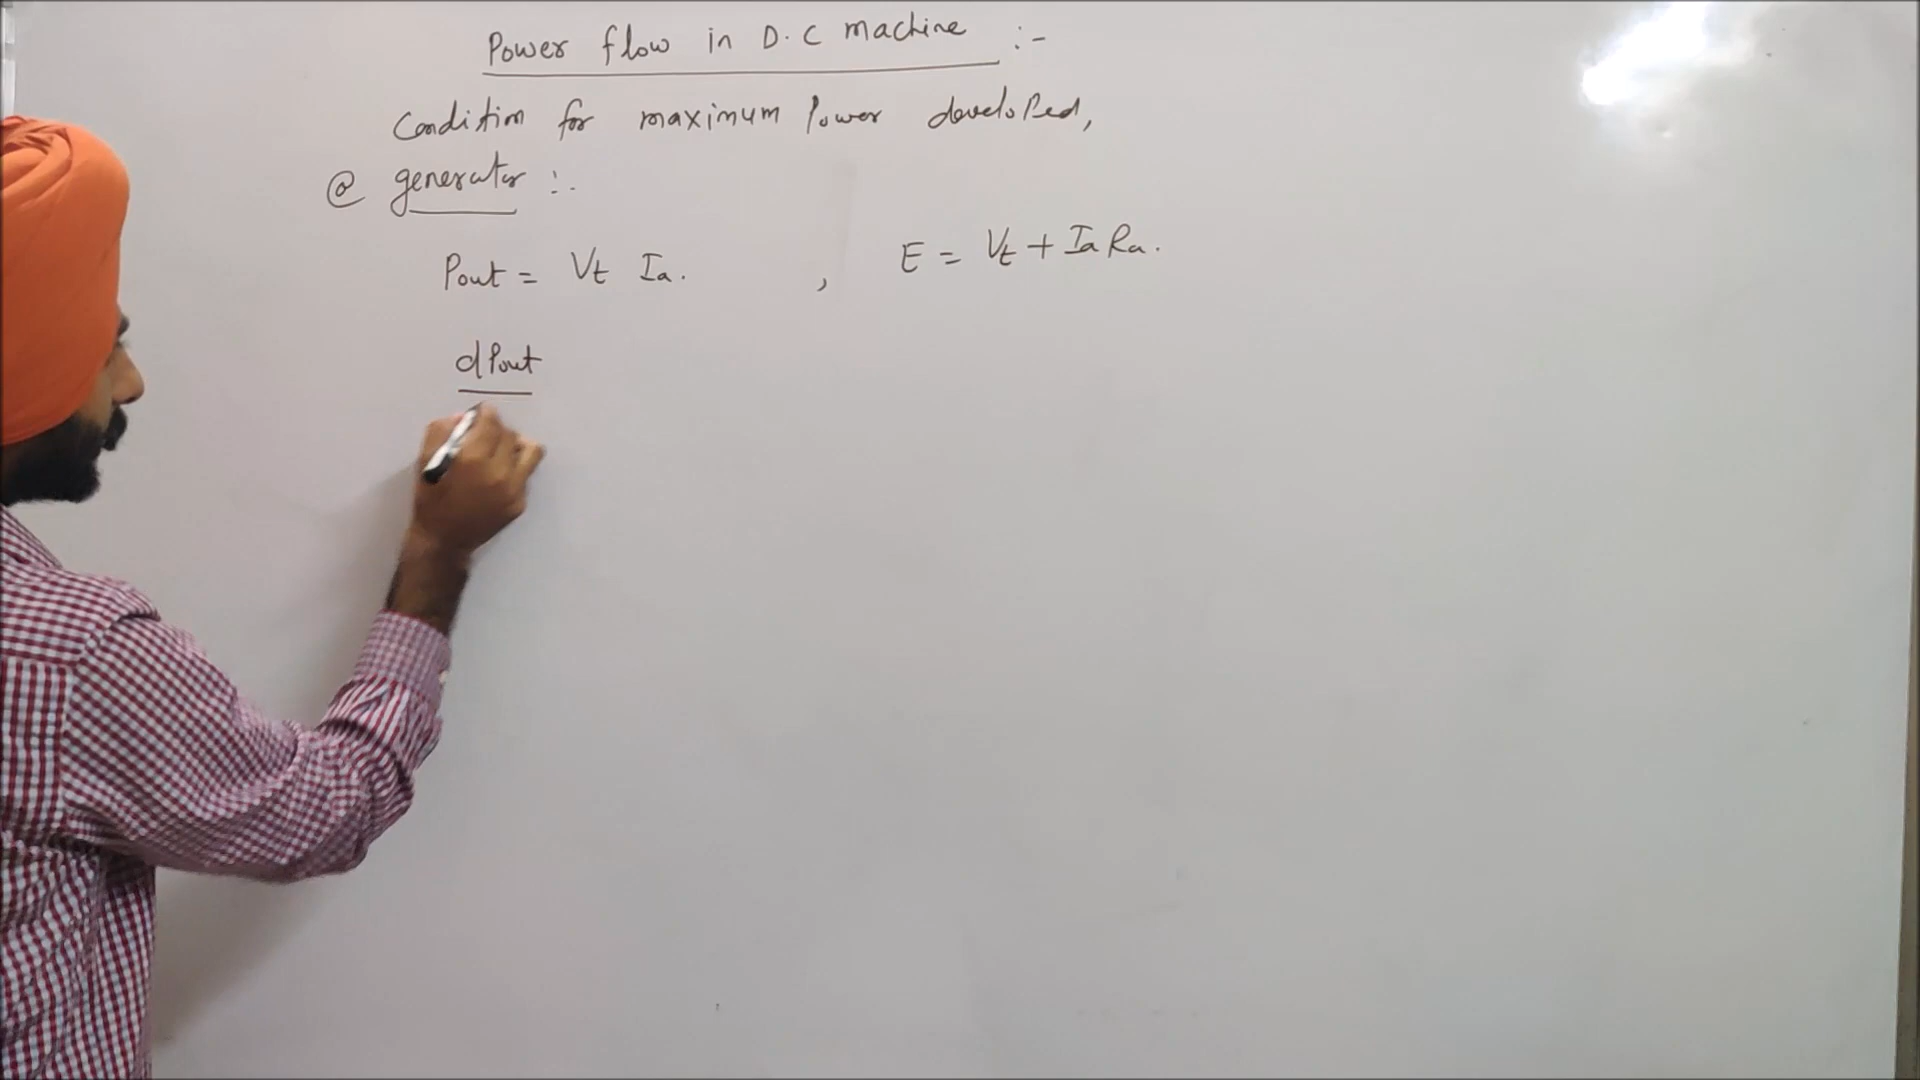 Power flow in D.C machine :-
Condition for maximum Power developed,
@ generator :-
Pout = Vt Ia. , E = Vt + Ia Ra.
dPout